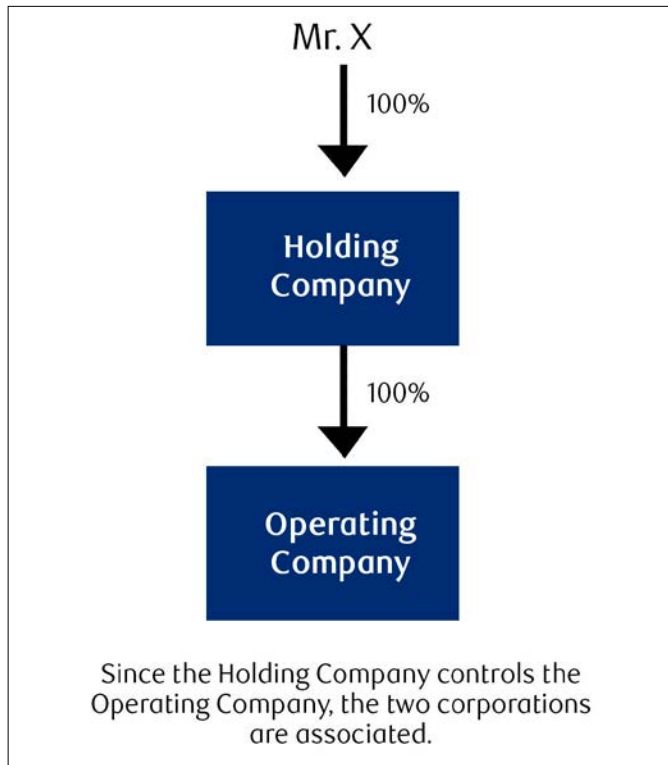 Mr. X
100%
Holding
Company
100%
Operating
Company
Since the Holding Company controls the
Operating Company, the two corporations
are associated.